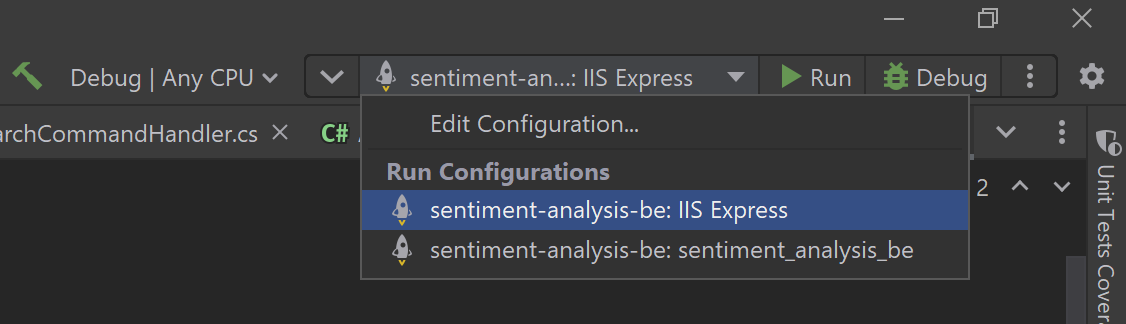 Debug | Any CPU
sentiment-an...: IIS Express
Run
Debug
archCommandHandler.cs
C#
Edit Configuration...
Run Configurations
2
sentiment-analysis-be: IIS Express
sentiment-analysis-be: sentiment_analysis_be
Unit Tests Cover